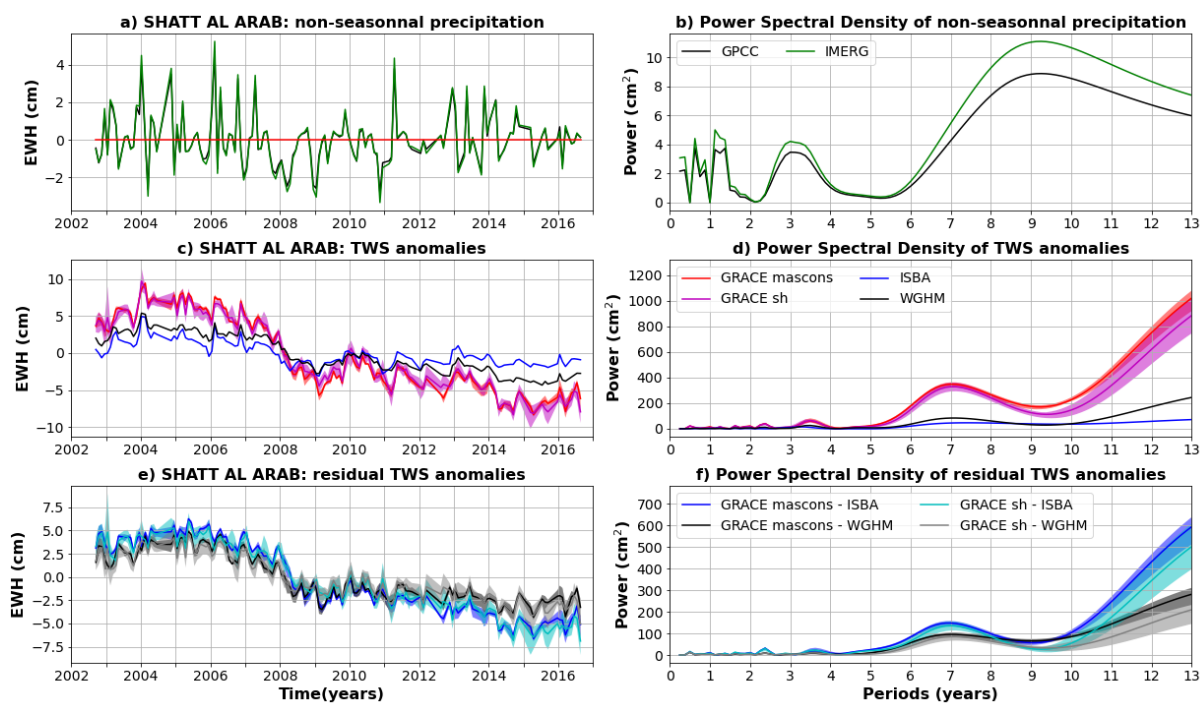 a) SHATT AL ARAB: non-seasonnal precipitation
EWH (cm)
4
2
0
−2
2002 2004 2006 2008 2010 2012 2014 2016
b) Power Spectral Density of non-seasonnal precipitation
GPCC IMERG
Power (cm²)
10
8
6
4
2
0
0 1 2 3 4 5 6 7 8 9 10 11 12 13
c) SHATT AL ARAB: TWS anomalies
EWH (cm)
10
5
0
−5
−10
2002 2004 2006 2008 2010 2012 2014 2016
d) Power Spectral Density of TWS anomalies
GRACE mascons ISBA
GRACE sh WGHM
Power (cm²)
1200
1000
800
600
400
200
0
0 1 2 3 4 5 6 7 8 9 10 11 12 13
e) SHATT AL ARAB: residual TWS anomalies
EWH (cm)
7.5
5.0
2.5
0.0
−2.5
−5.0
−7.5
2002 2004 2006 2008 2010 2012 2014 2016
Time(years)
f) Power Spectral Density of residual TWS anomalies
GRACE mascons - ISBA GRACE sh - ISBA
GRACE mascons - WGHM GRACE sh - WGHM
Power (cm²)
700
600
500
400
300
200
100
0
0 1 2 3 4 5 6 7 8 9 10 11 12 13
Periods (years)